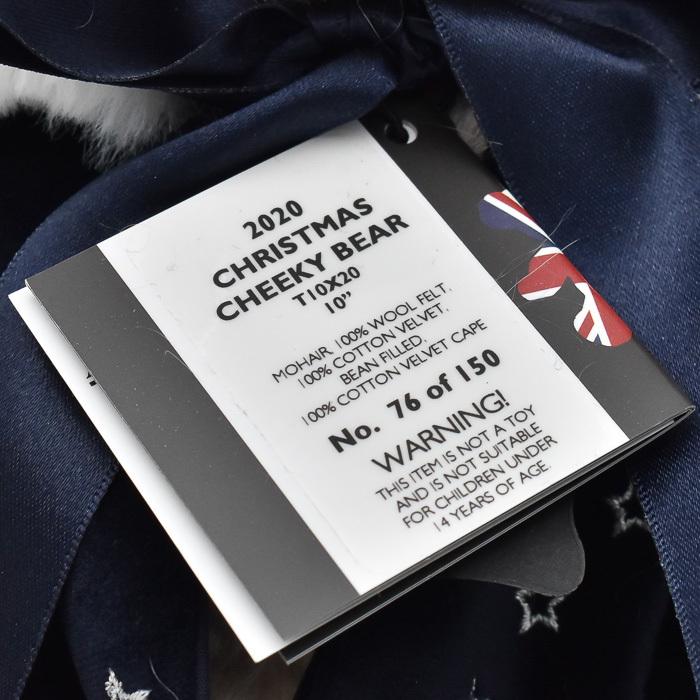 2020
CHRISTMAS
CHEEKY BEAR
T10X20
10"
MOHAIR 100% WOOL FELT.
100% COTTON VELVET.
BEAN FILLED.
100% COTTON VELVET CAPE
No. 76 of 150
WARNING!
THIS ITEM IS NOT A TOY
AND IS NOT SUITABLE
FOR CHILDREN UNDER
14 YEARS OF AGE